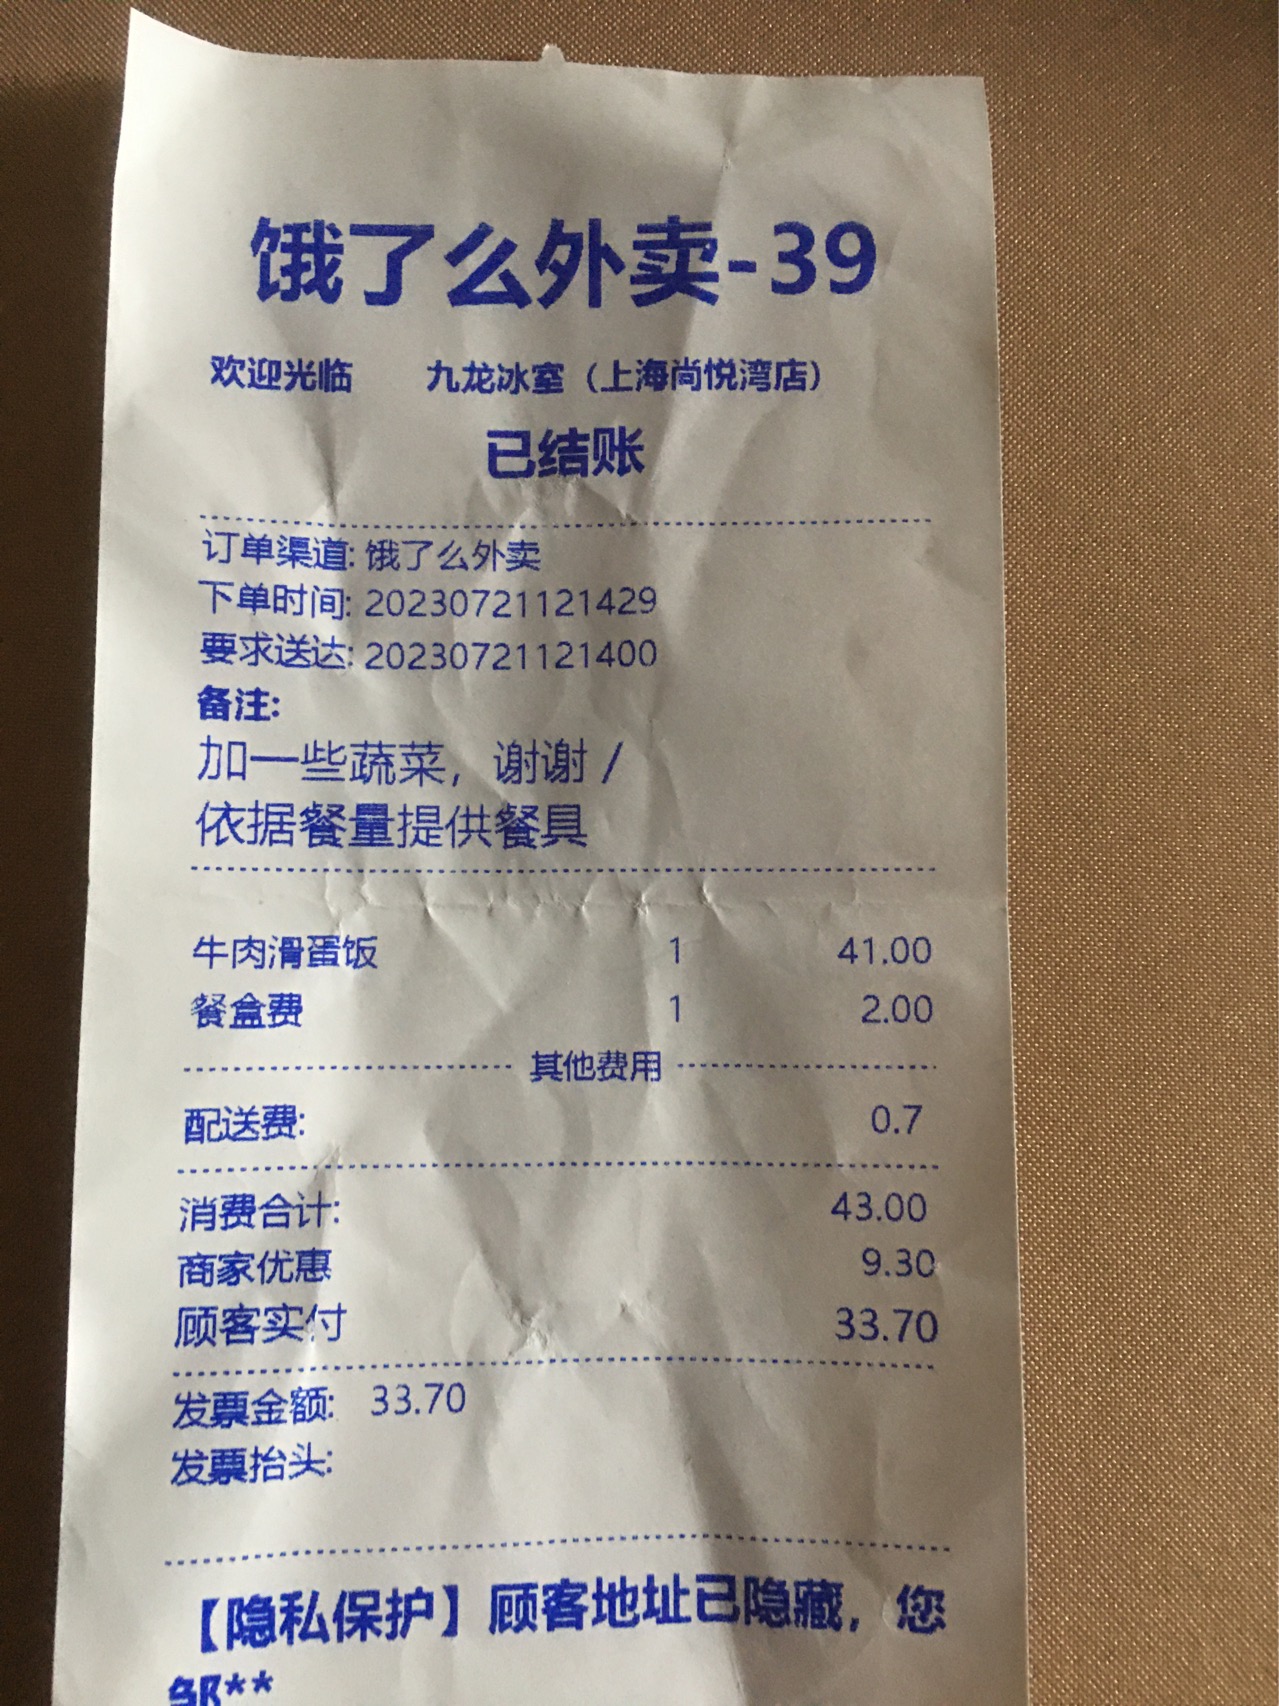 饿了么外卖-39
欢迎光临 九龙冰室（上海尚悦湾店）
已结账
订单渠道: 饿了么外卖
下单时间: 20230721121429
要求送达: 20230721121400
备注:
加一些蔬菜，谢谢 /
依据餐量提供餐具
牛肉滑蛋饭 1 41.00
餐盒费 1 2.00
其他费用
配送费: 0.7
消费合计: 43.00
商家优惠 9.30
顾客实付 33.70
发票金额: 33.70
发票抬头:
【隐私保护】顾客地址已隐藏，您
邹**